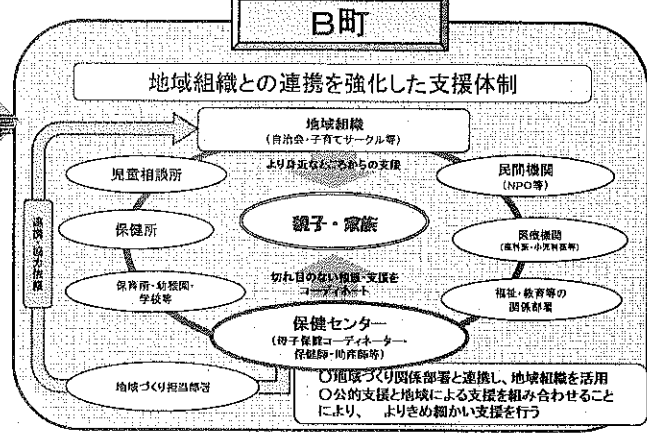 B町
地域組織との連携を強化した支援体制
地域組織
(自治会・子育てサークル等)
より身近なところからの支援
児童相談所
民間機関
(NPO等)
親子・家族
保健所
医療機関
(産科医・小児科医等)
連携・協力依頼
切れ目のない相談・支援を
コーディネート
保育所・幼稚園・
学校等
福祉・教育等の
関係部署
保健センター
(母子保健コーディネーター・
保健師・助産師等)
地域づくり担当部署
○地域づくり関係部署と連携し、地域組織を活用
○公的支援と地域による支援を組み合わせること
により、 よりきめ細かい支援を行う